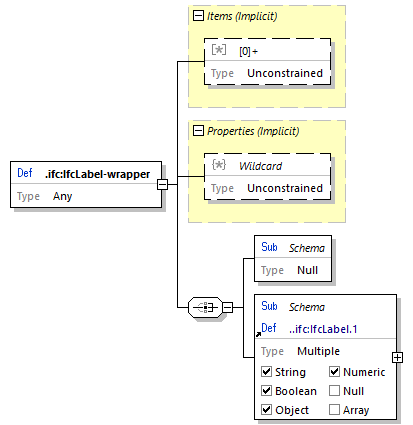 Items (Implicit)
[*] [0]+
Type Unconstrained
Properties (Implicit)
{*} Wildcard
Type Unconstrained
Def .ifc:IfcLabel-wrapper
Type Any
Sub Schema
Type Null
Sub Schema
Def ..ifc:IfcLabel.1
Type Multiple
String Numeric
Boolean Null
Object Array